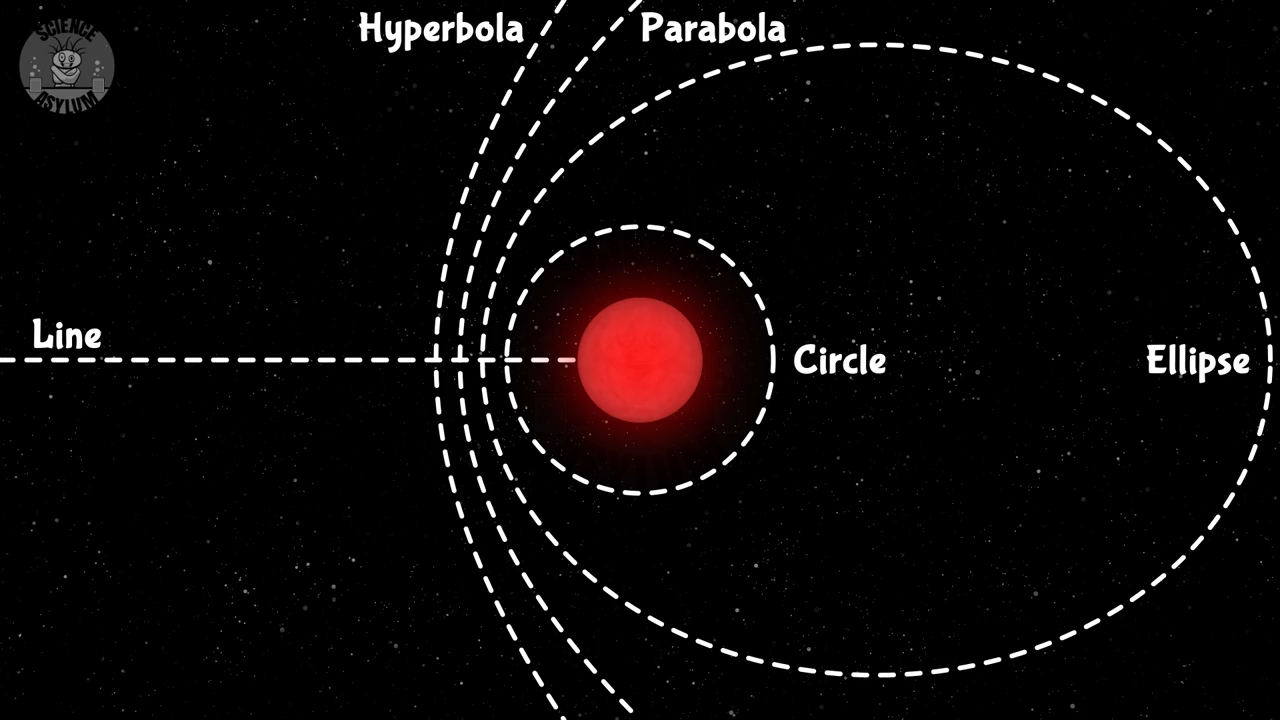 SCIENCE
ASYLUM
Hyperbola
Parabola
Line
Circle
Ellipse